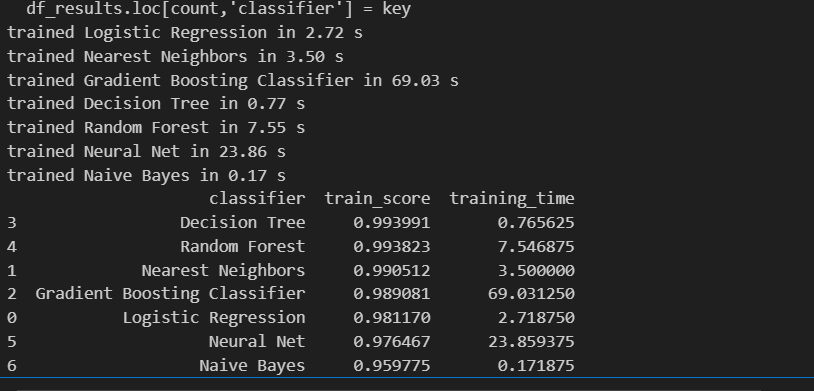 df_results.loc[count,'classifier'] = key
trained Logistic Regression in 2.72 s
trained Nearest Neighbors in 3.50 s
trained Gradient Boosting Classifier in 69.03 s
trained Decision Tree in 0.77 s
trained Random Forest in 7.55 s
trained Neural Net in 23.86 s
trained Naive Bayes in 0.17 s
classifier train_score training_time
3 Decision Tree 0.993991 0.765625
4 Random Forest 0.993823 7.546875
1 Nearest Neighbors 0.990512 3.500000
2 Gradient Boosting Classifier 0.989081 69.031250
0 Logistic Regression 0.981170 2.718750
5 Neural Net 0.976467 23.859375
6 Naive Bayes 0.959775 0.171875